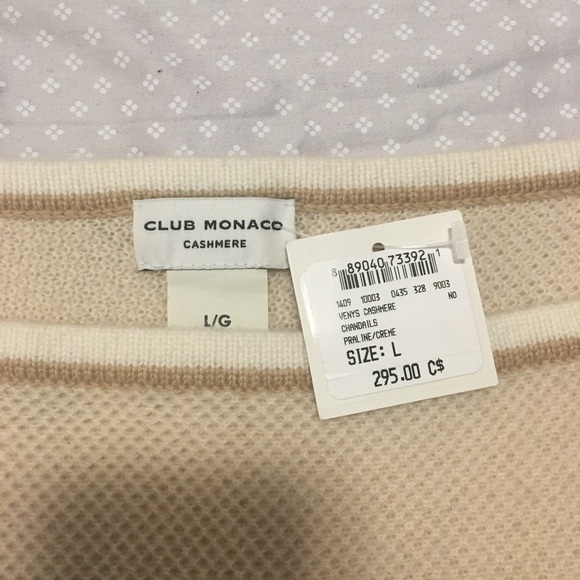 CLUB MONACO
CASHMERE
L/G
8 89040 73392 1
1409 10003 0435 328 9003
VENYS CASHMERE NO
CHANDAILS
PRALINE/CREME
SIZE: L
295.00 C$